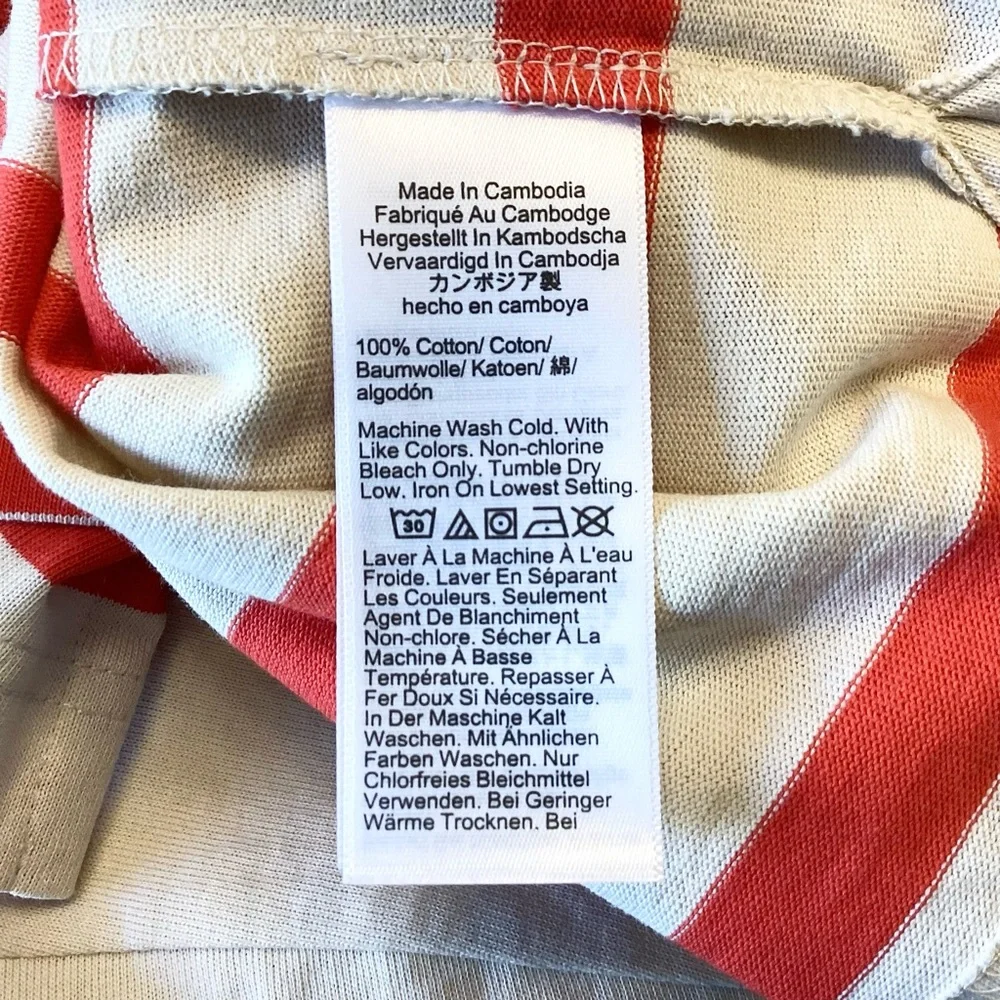 Made In Cambodia
Fabriqué Au Cambodge
Hergestellt In Kambodscha
Vervaardigd In Cambodja
カンボジア製
hecho en camboya
100% Cotton/ Coton/
Baumwolle/ Katoen/ 綿/
algodón
Machine Wash Cold. With
Like Colors. Non-chlorine
Bleach Only. Tumble Dry
Low. Iron On Lowest Setting.
30
Laver À La Machine À L'eau
Froide. Laver En Séparant
Les Couleurs. Seulement
Agent De Blanchiment
Non-chlore. Sécher À La
Machine À Basse
Température. Repasser À
Fer Doux Si Nécessaire.
In Der Maschine Kalt
Waschen. Mit Ähnlichen
Farben Waschen. Nur
Chlorfreies Bleichmittel
Verwenden. Bei Geringer
Wärme Trocknen. Bei